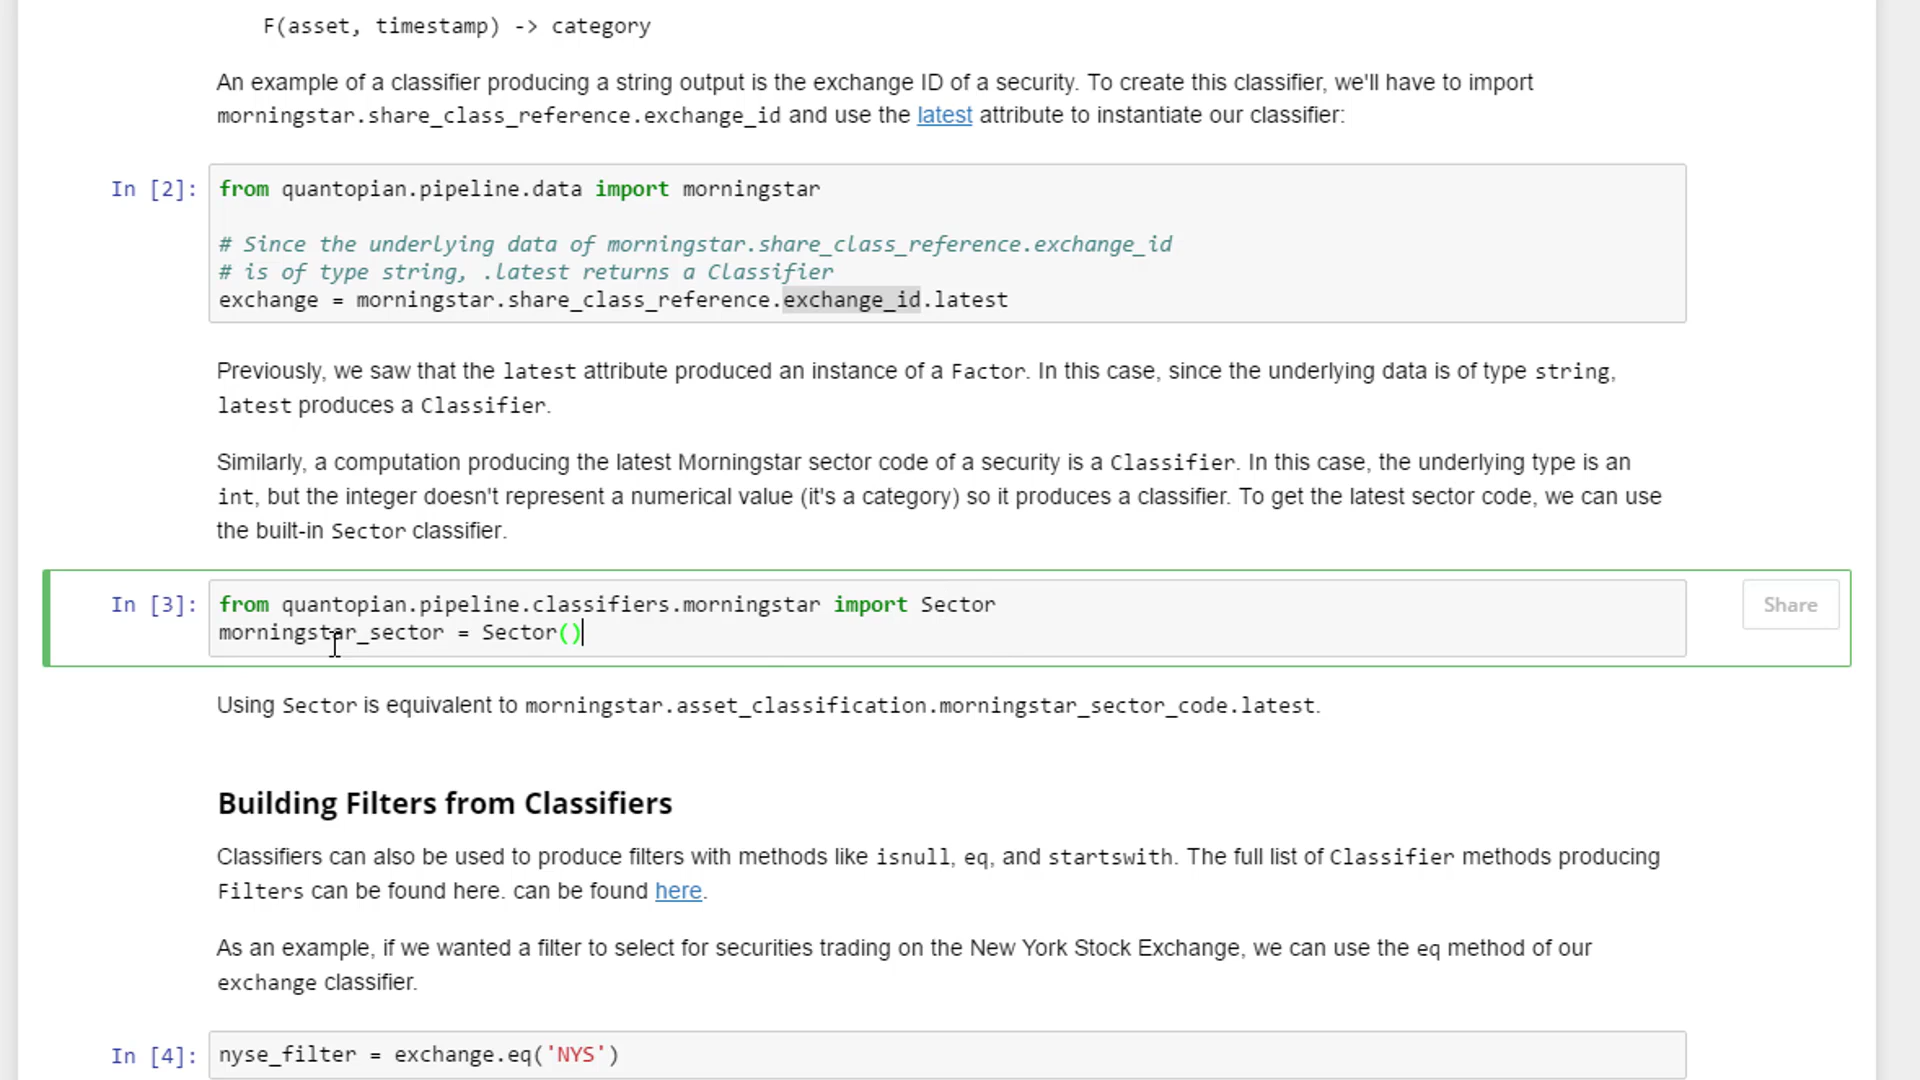 F(asset, timestamp) -> category
An example of a classifier producing a string output is the exchange ID of a security. To create this classifier, we'll have to import
morningstar.share_class_reference.exchange_id and use the latest attribute to instantiate our classifier:
In [2]: from quantopian.pipeline.data import morningstar
# Since the underlying data of morningstar.share_class_reference.exchange_id
# is of type string, .latest returns a Classifier
exchange = morningstar.share_class_reference.exchange_id.latest
Previously, we saw that the latest attribute produced an instance of a Factor. In this case, since the underlying data is of type string,
latest produces a Classifier.
Similarly, a computation producing the latest Morningstar sector code of a security is a Classifier. In this case, the underlying type is an
int, but the integer doesn't represent a numerical value (it's a category) so it produces a classifier. To get the latest sector code, we can use
the built-in Sector classifier.
In [3]: from quantopian.pipeline.classifiers.morningstar import Sector
Share
morningstar_sector = Sector()
Using Sector is equivalent to morningstar.asset_classification.morningstar_sector_code.latest.
Building Filters from Classifiers
Classifiers can also be used to produce filters with methods like isnull, eq, and startswith. The full list of Classifier methods producing
Filters can be found here. can be found here.
As an example, if we wanted a filter to select for securities trading on the New York Stock Exchange, we can use the eq method of our
exchange classifier.
In [4]: nyse_filter = exchange.eq('NYS')